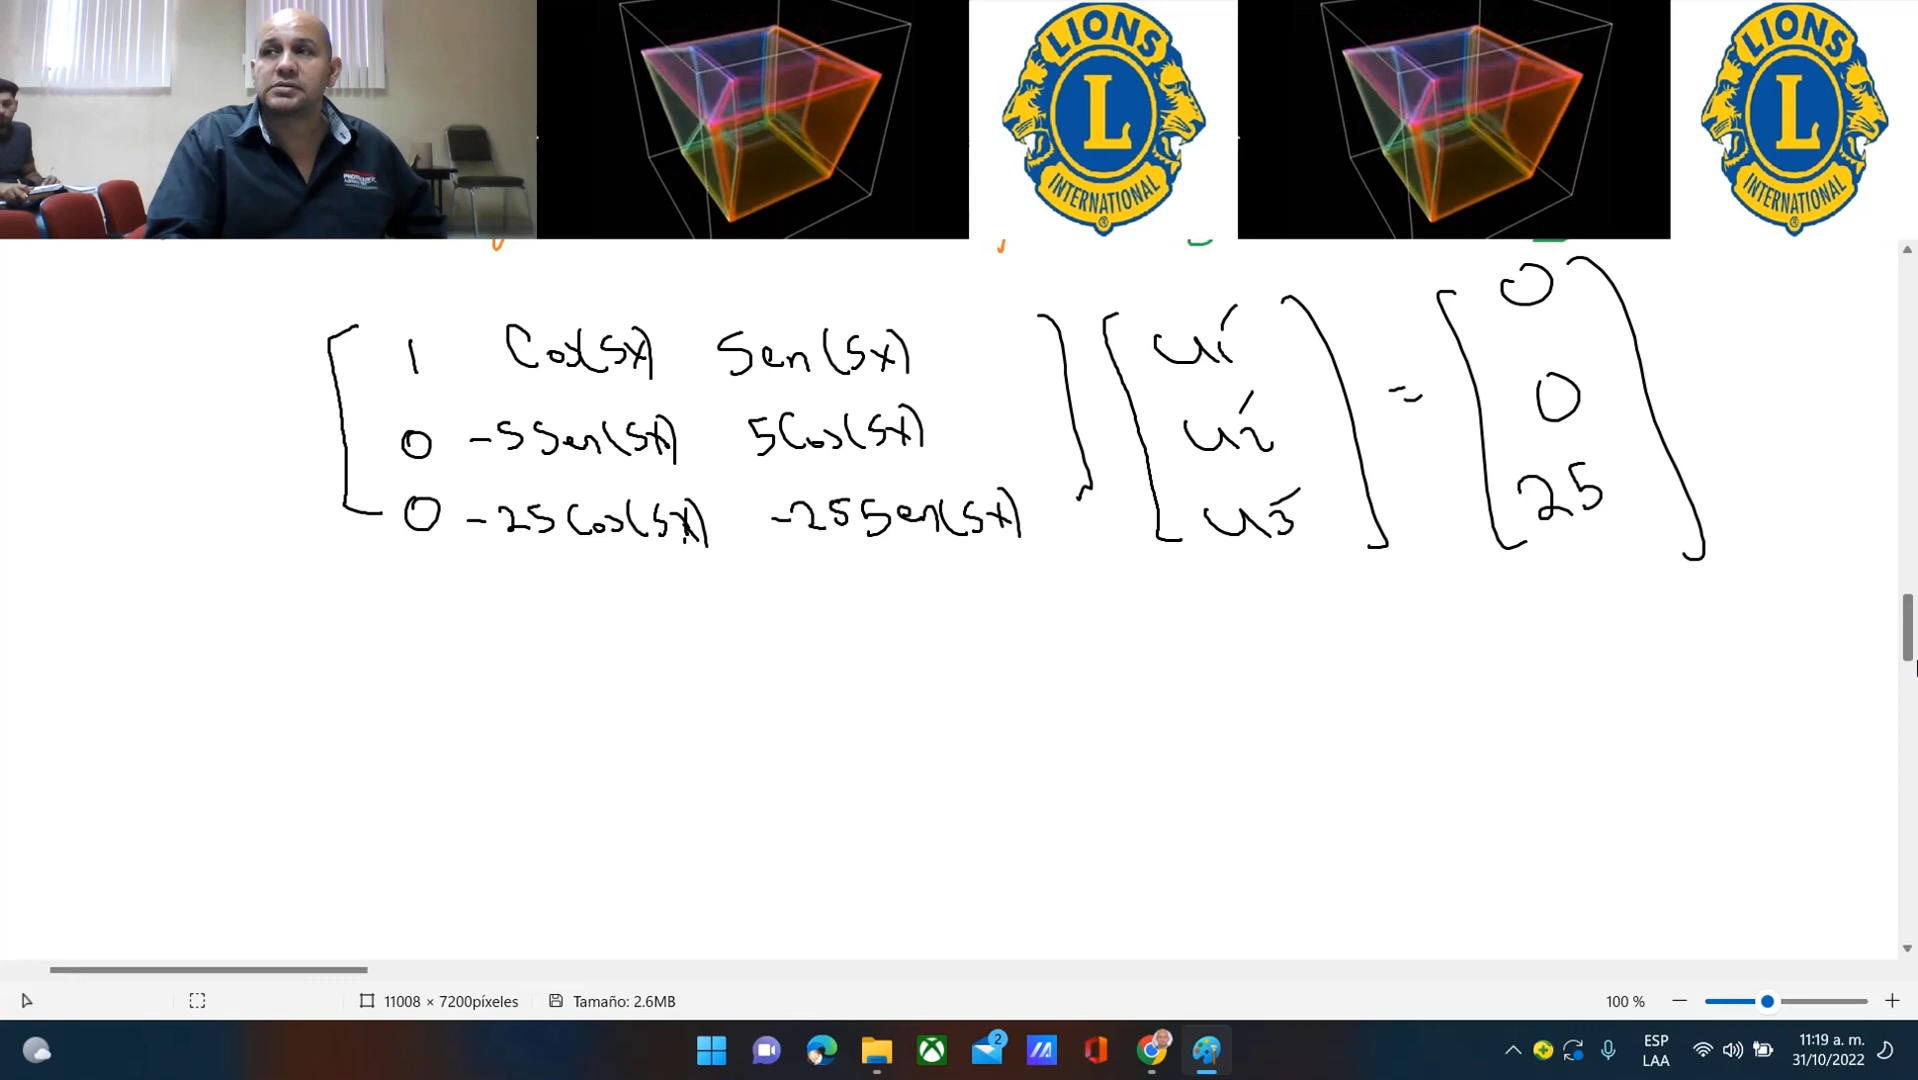 LIONS
L
INTERNATIONAL
®
LIONS
L
INTERNATIONAL
®
[ 1 Cos(5x) Sen(5x) ] [ u1' ] = [ 0 ]
[ 0 -5Sen(5x) 5Cos(5x) ] [ u2' ] [ 0 ]
[ 0 -25Cos(5x) -25Sen(5x) ] [ u3' ] [ 25 ]
11008 × 7200píxeles
Tamaño: 2.6MB
100 %
2
ESP
LAA
11:19 a. m.
31/10/2022